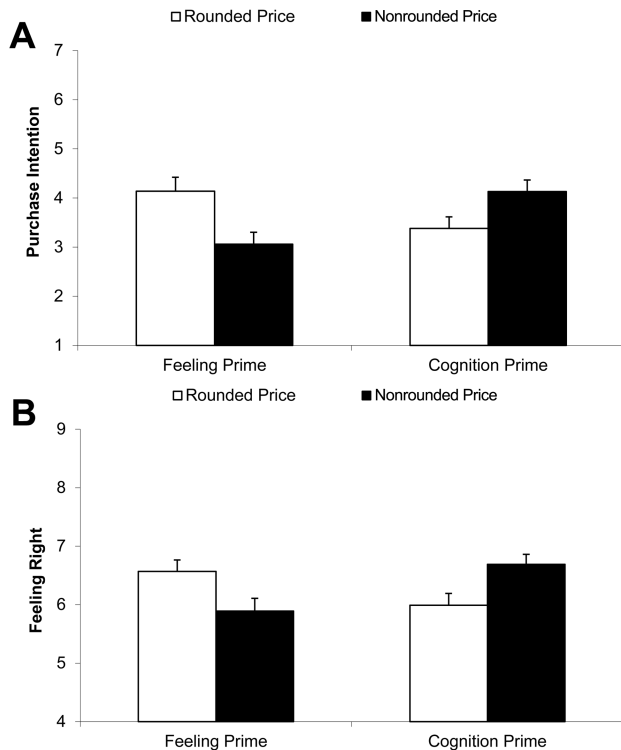 Rounded Price Nonrounded Price
A
7
6
5
4
3
2
1
Purchase Intention
Feeling Prime Cognition Prime
Rounded Price Nonrounded Price
B
9
8
7
6
5
4
Feeling Right
Feeling Prime Cognition Prime